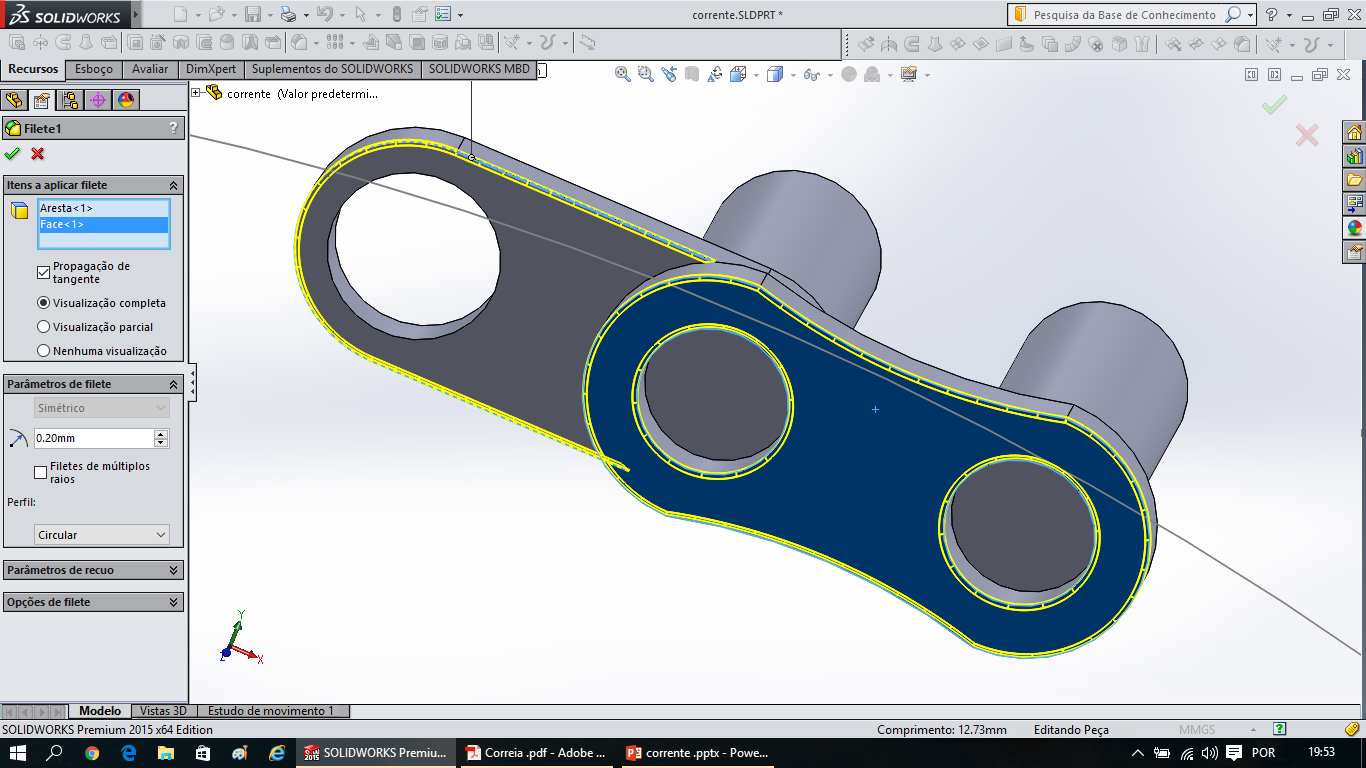 SOLIDWORKS
corrente.SLDPRT *
Pesquisa da Base de Conhecimento
?
Recursos
Esboço
Avaliar
DimXpert
Suplementos do SOLIDWORKS
SOLIDWORKS MBD
corrente (Valor predetermi...
Filete1
?
Itens a aplicar filete
Aresta<1>
Face<1>
Propagação de
tangente
Visualização completa
Visualização parcial
Nenhuma visualização
Parâmetros de filete
Simétrico
0.20mm
Filetes de múltiplos
raios
Perfil:
Circular
Parâmetros de recuo
Opções de filete
Y
X
Z
Modelo
Vistas 3D
Estudo de movimento 1
SOLIDWORKS Premium 2015 x64 Edition
Comprimento: 12.73mm
Editando Peça
MMGS
?
SOLIDWORKS Premiu...
Correia .pdf - Adobe ...
corrente .pptx - Powe...
POR
19:53